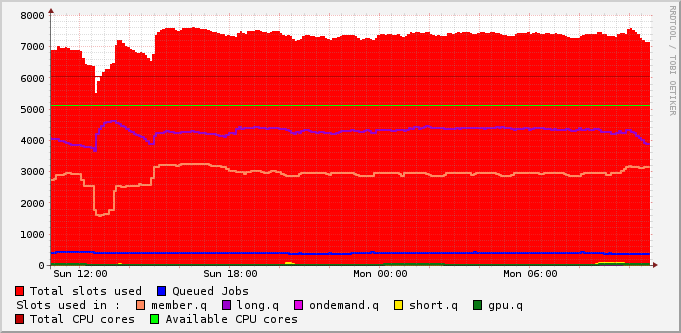 8000
7000
6000
5000
4000
3000
2000
1000
0
Sun 12:00 Sun 18:00 Mon 00:00 Mon 06:00
Total slots used Queued Jobs
Slots used in : member.q long.q ondemand.q short.q gpu.q
Total CPU cores Available CPU cores
RRDTOOL / TOBI OETIKER